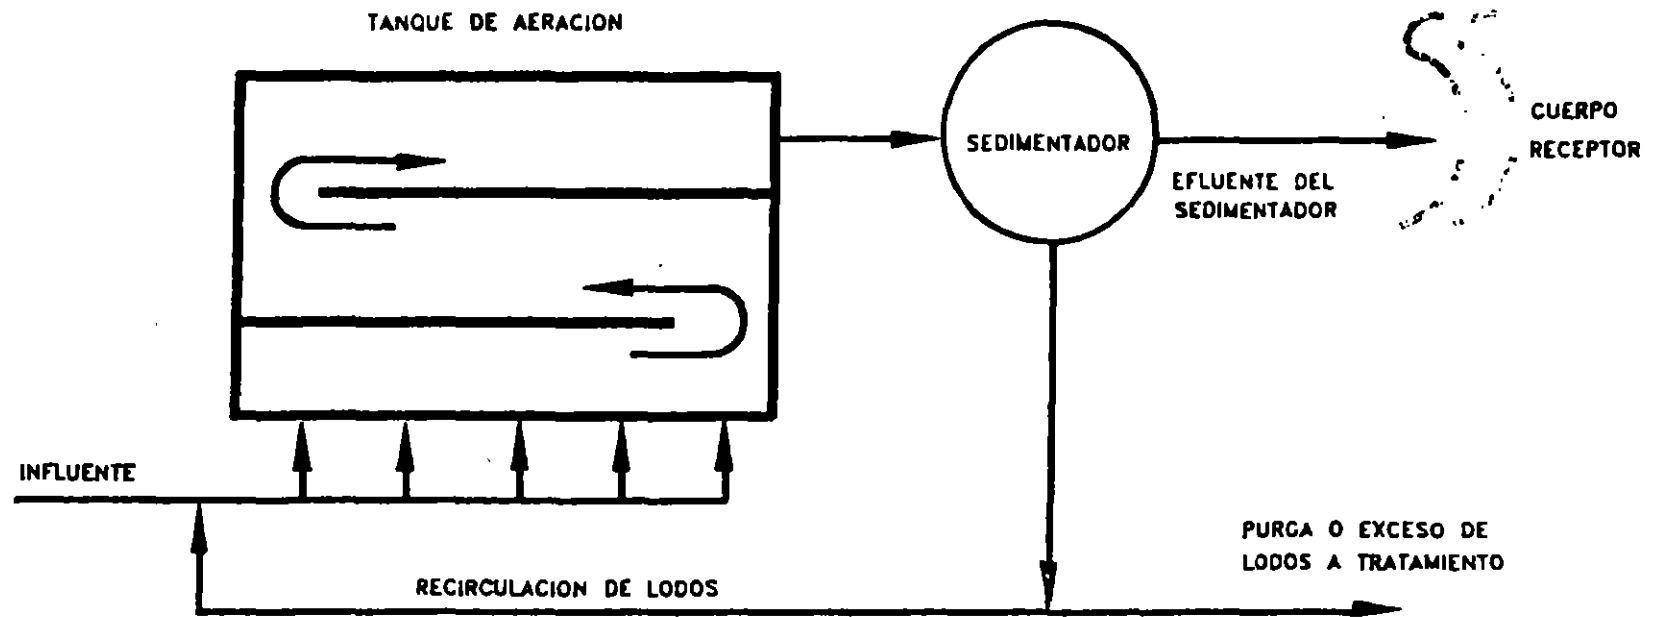 TANQUE DE AERACION
SEDIMENTADOR
CUERPO
RECEPTOR
EFLUENTE DEL
SEDIMENTADOR
INFLUENTE
PURGA O EXCESO DE
LODOS A TRATAMIENTO
RECIRCULACION DE LODOS